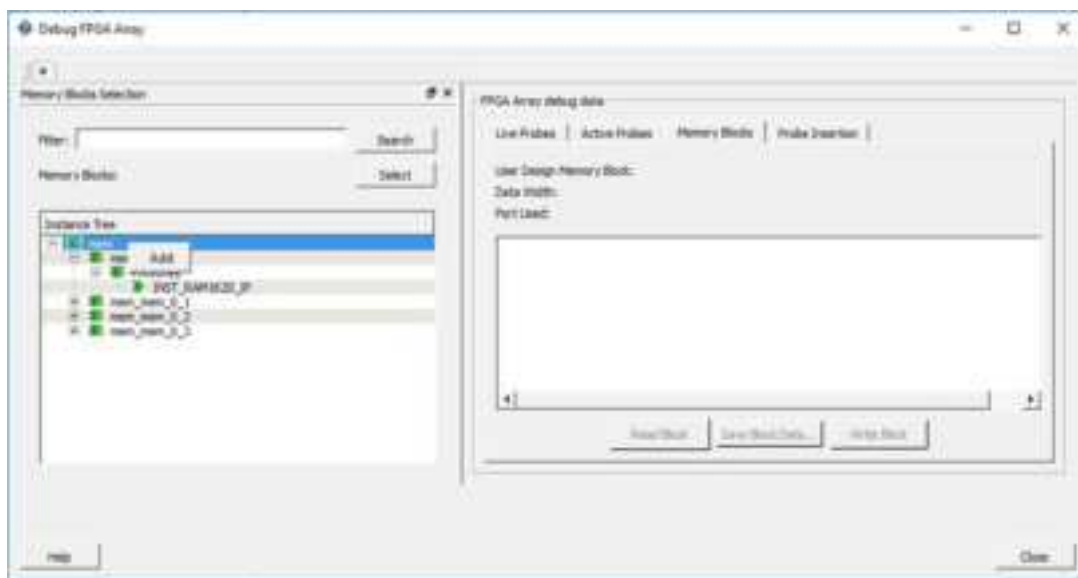 Debug FPGA Array
Memory Blocks Selection
Filter:
Search
Memory Blocks:
Select
Instance Tree
Add
INST_RAM1K20_IP
mem_mem_0_1
mem_mem_0_2
mem_mem_0_3
Help
FPGA Array debug data
Live Probes
Active Probes
Memory Blocks
Probe Insertion
User Design Memory Block:
Data Width:
Port Used:
Read Block
Save Block Data...
Write Block
Close